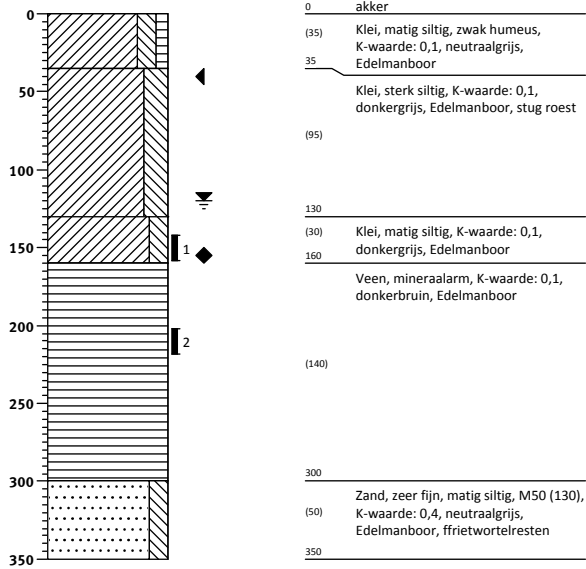 0
50
100
150
200
250
300
350
1
2
0 akker
(35) Klei, matig siltig, zwak humeus,
K-waarde: 0,1, neutraalgrijs,
35 Edelmanboor
Klei, sterk siltig, K-waarde: 0,1,
donkergrijs, Edelmanboor, stug roest
(95)
130
(30) Klei, matig siltig, K-waarde: 0,1,
donkergrijs, Edelmanboor
160
Veen, mineraalarm, K-waarde: 0,1,
donkerbruin, Edelmanboor
(140)
300
Zand, zeer fijn, matig siltig, M50 (130),
(50) K-waarde: 0,4, neutraalgrijs,
Edelmanboor, ffrietwortelresten
350